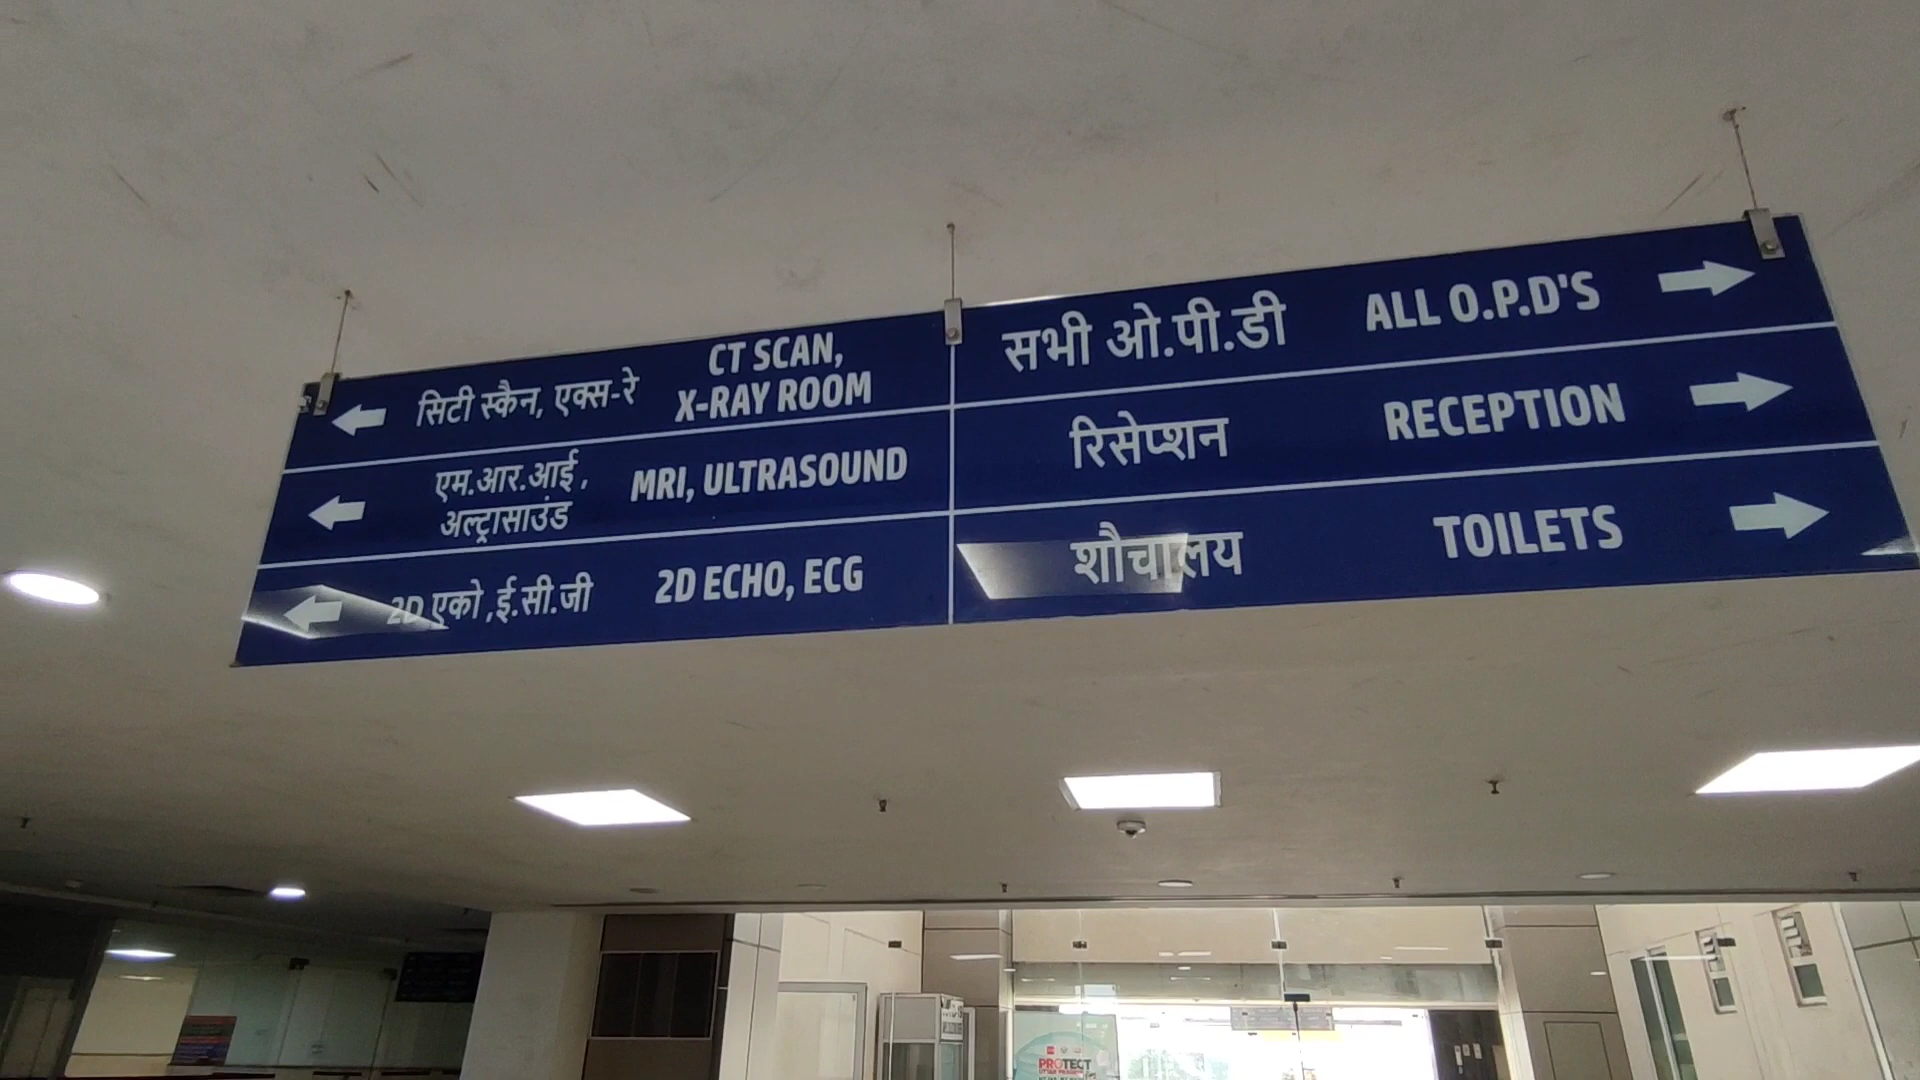 सिटी स्कैन, एक्स-रे
CT SCAN,
X-RAY ROOM
एम.आर.आई,
अल्ट्रासाउंड
MRI, ULTRASOUND
2D एको ,ई.सी.जी
2D ECHO, ECG
सभी ओ.पी.डी
ALL O.P.D'S
रिसेप्शन
RECEPTION
शौचालय
TOILETS
PROTECT